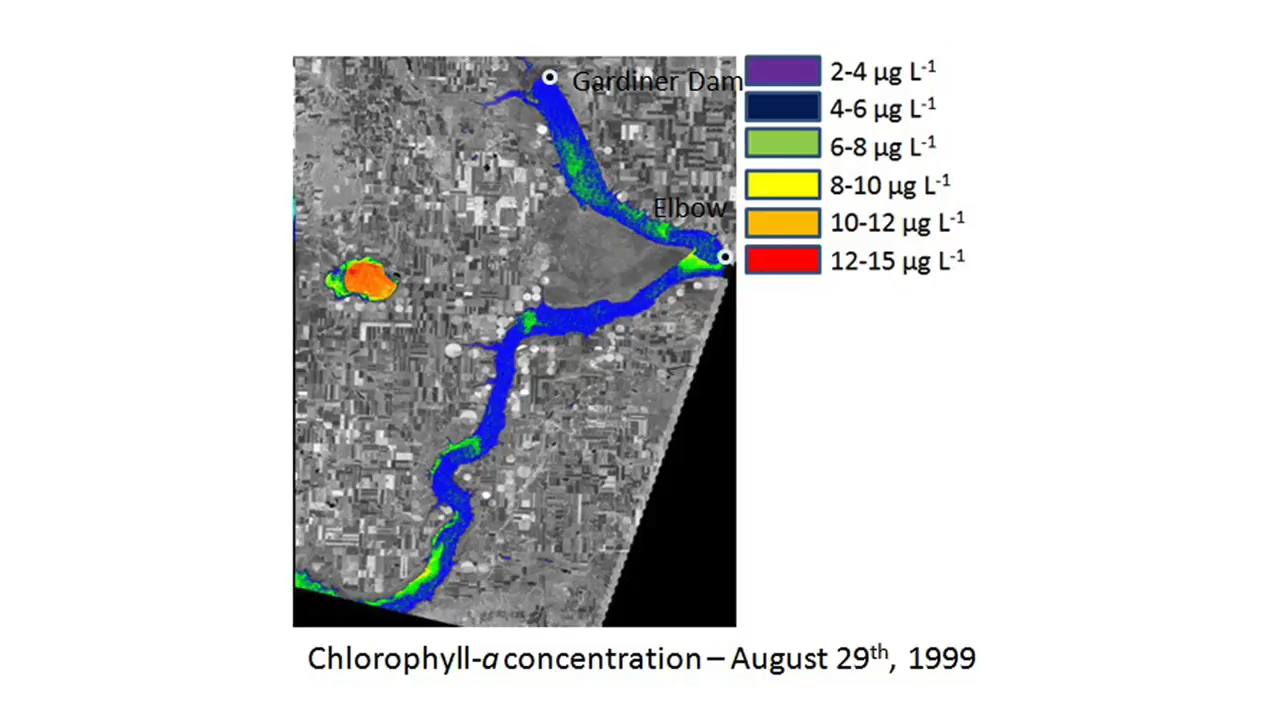 Gardiner Dam
Elbow
2-4 µg L-1
4-6 µg L-1
6-8 µg L-1
8-10 µg L-1
10-12 µg L-1
12-15 µg L-1
Chlorophyll-a concentration – August 29th, 1999